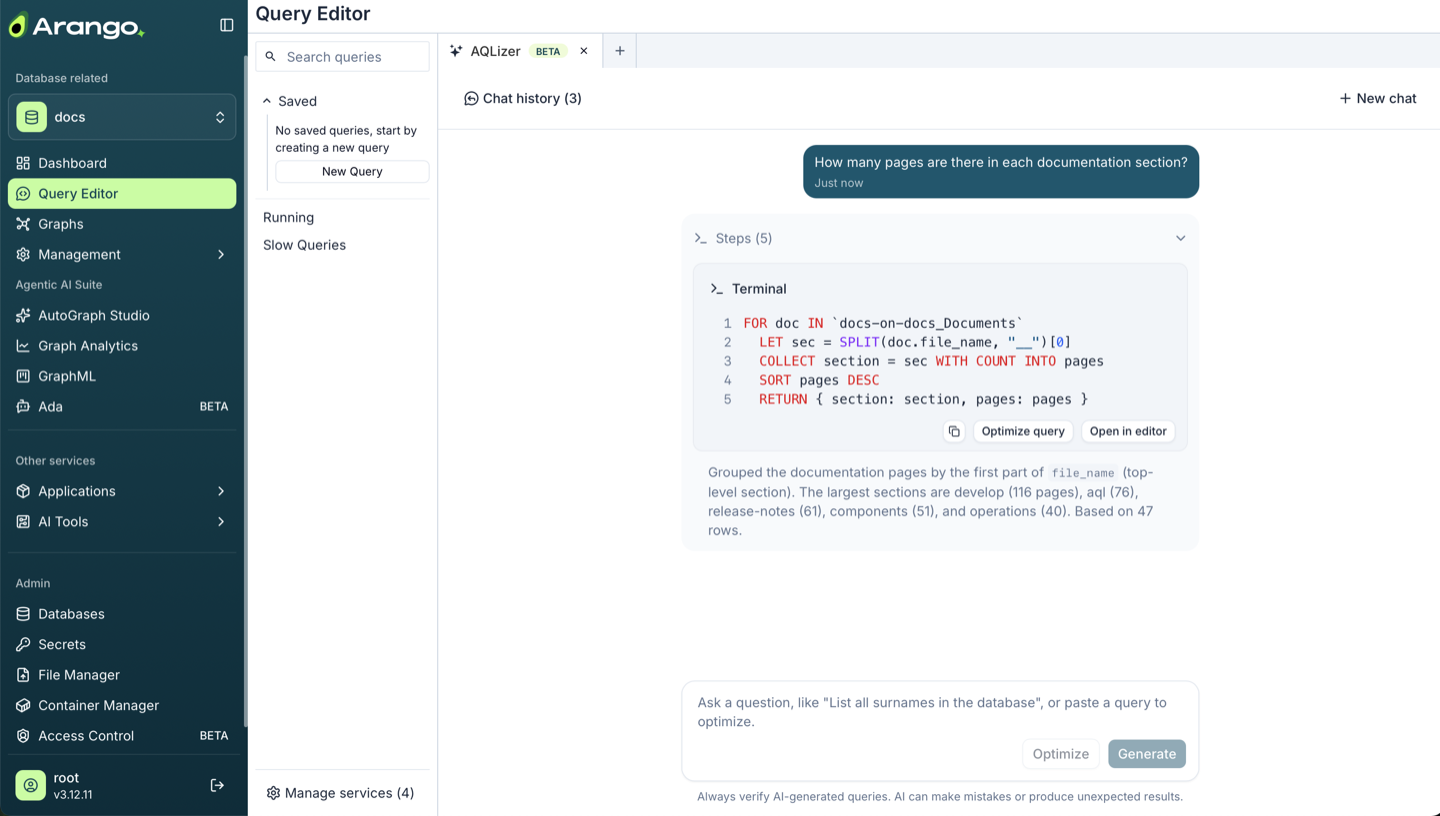 Arango
Database related
docs
Dashboard
Query Editor
Graphs
Management
Agentic AI Suite
AutoGraph Studio
Graph Analytics
GraphML
Ada BETA
Other services
Applications
AI Tools
Admin
Databases
Secrets
File Manager
Container Manager
Access Control BETA
root
v3.12.11
Query Editor
Search queries
Saved
No saved queries, start by
creating a new query
New Query
Running
Slow Queries
Manage services (4)
AQLizer BETA
Chat history (3)
New chat
How many pages are there in each documentation section?
Just now
Steps (5)
Terminal
1 FOR doc IN `docs-on-docs_Documents`
2 LET sec = SPLIT(doc.file_name, "__")[0]
3 COLLECT section = sec WITH COUNT INTO pages
4 SORT pages DESC
5 RETURN { section: section, pages: pages }
Optimize query
Open in editor
Grouped the documentation pages by the first part of file_name (top-
level section). The largest sections are develop (116 pages), aql (76),
release-notes (61), components (51), and operations (40). Based on 47
rows.
Ask a question, like "List all surnames in the database", or paste a query to
optimize.
Optimize
Generate
Always verify AI-generated queries. AI can make mistakes or produce unexpected results.